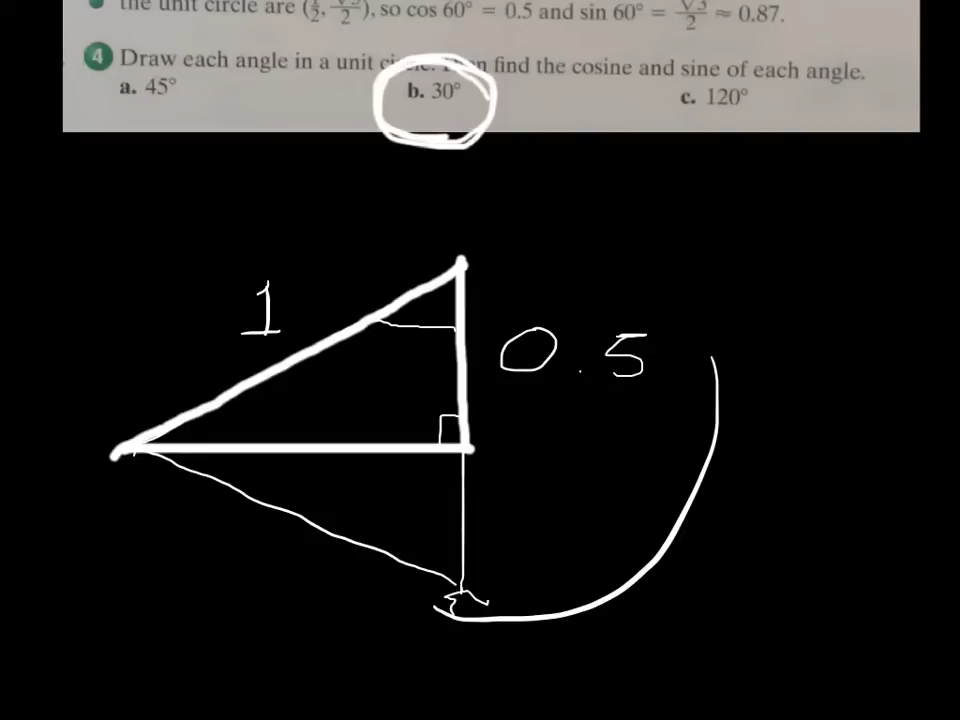 the unit circle are (1/2, √3/2), so cos 60° = 0.5 and sin 60° = √3/2 ≈ 0.87.
4 Draw each angle in a unit find the cosine and sine of each angle.
a. 45° b. 30° c. 120°
1
0.5